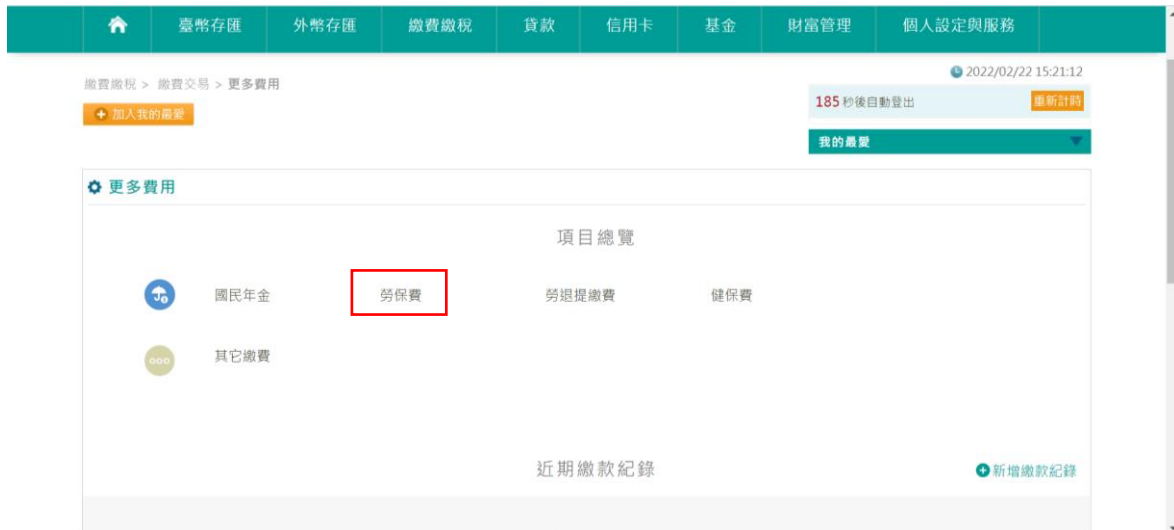 臺幣存匯 外幣存匯 繳費繳稅 貸款 信用卡 基金 財富管理 個人設定與服務
2022/02/22 15:21:12
繳費繳稅 > 繳費交易 > 更多費用
185 秒後自動登出 重新計時
加入我的最愛
我的最愛
更多費用
項目總覽
國民年金 勞保費 勞退提繳費 健保費
其它繳費
近期繳款紀錄 新增繳款紀錄